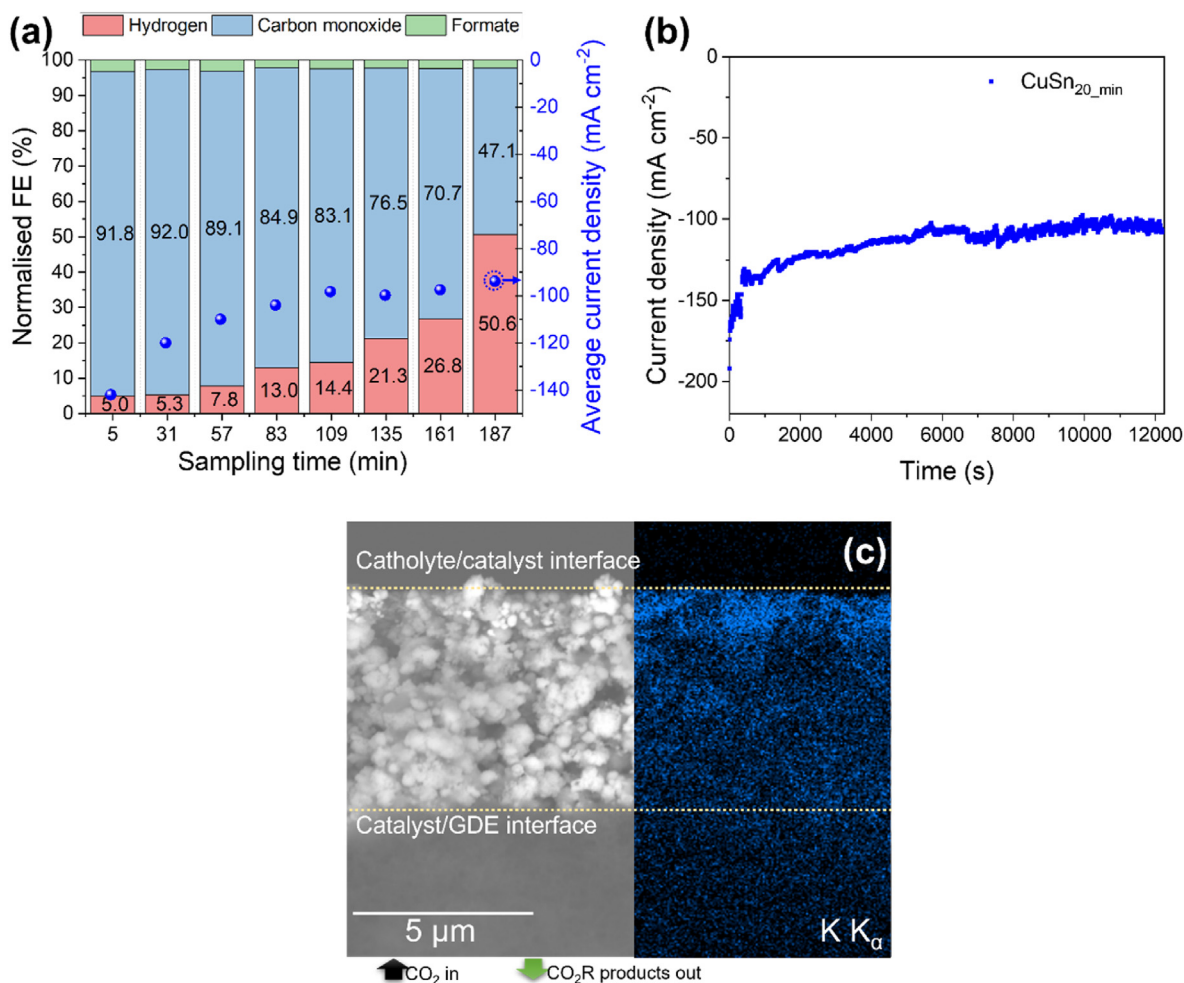 (a)
Hydrogen Carbon monoxide Formate
Normalised FE (%)
100
90
80
70
60
50
40
30
20
10
0
91.8 92.0 89.1 84.9 83.1 76.5 70.7 47.1
5.0 5.3 7.8 13.0 14.4 21.3 26.8 50.6
5 31 57 83 109 135 161 187
Sampling time (min)
0
-20
-40
-60
-80
-100
-120
-140
Average current density (mA cm⁻²)
(b)
CuSn₂₀_min
Current density (mA cm⁻²)
0
-50
-100
-150
-200
0 2000 4000 6000 8000 10000 12000
Time (s)
(c)
Catholyte/catalyst interface
Catalyst/GDE interface
5 µm
K Kα
CO₂ in CO₂R products out